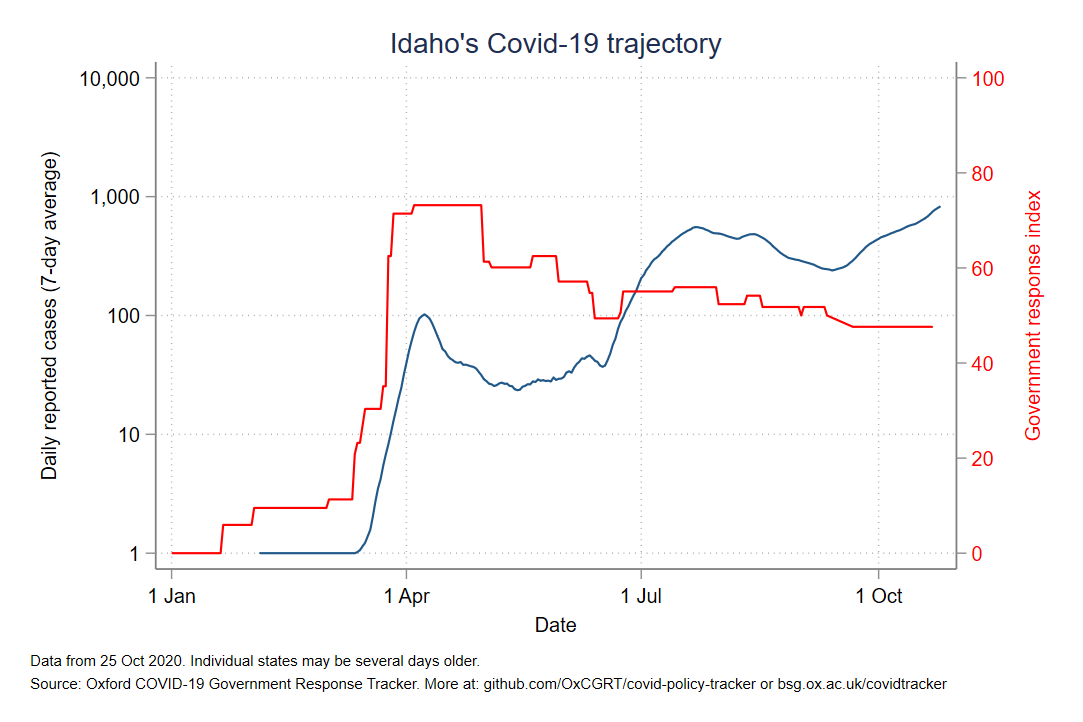 Idaho's Covid-19 trajectory
Daily reported cases (7-day average)
10,000
1,000
100
10
1
100
80
60
40
20
0
Government response index
1 Jan
1 Apr
1 Jul
1 Oct
Date
Data from 25 Oct 2020. Individual states may be several days older.
Source: Oxford COVID-19 Government Response Tracker. More at: github.com/OxCGRT/covid-policy-tracker or bsg.ox.ac.uk/covidtracker